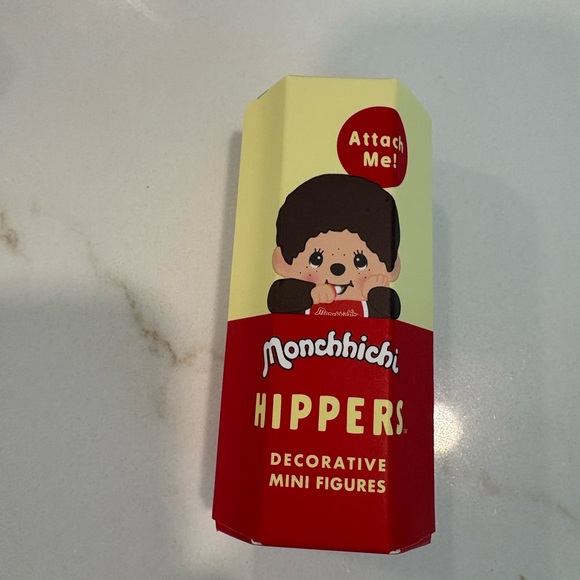 Attach
Me!
Monchhichi
HIPPERS
DECORATIVE
MINI FIGURES